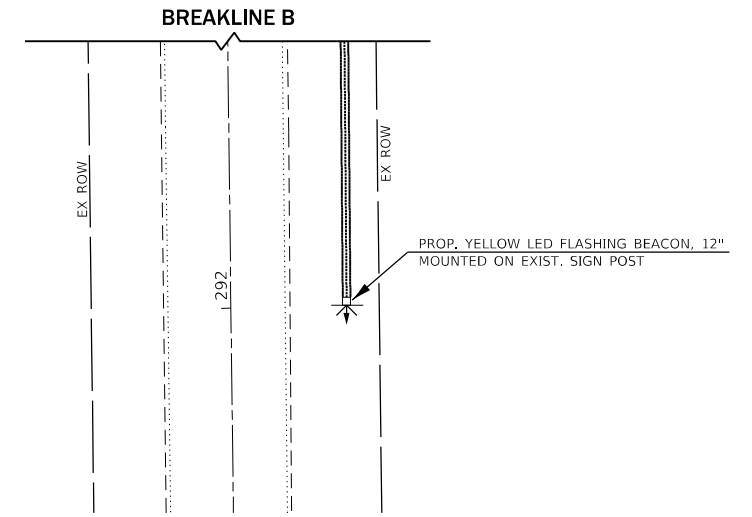 BREAKLINE B
EX ROW
EX ROW
PROP. YELLOW LED FLASHING BEACON, 12"
MOUNTED ON EXIST. SIGN POST
292